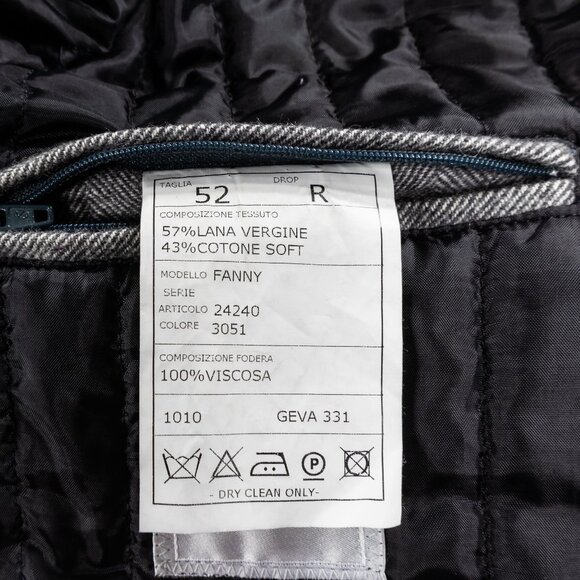 TAGLIA 52 DROP R
COMPOSIZIONE TESSUTO
57%LANA VERGINE
43%COTONE SOFT
MODELLO FANNY
SERIE
ARTICOLO 24240
COLORE 3051
COMPOSIZIONE FODERA
100%VISCOSA
1010 GEVA 331
P
- DRY CLEAN ONLY-